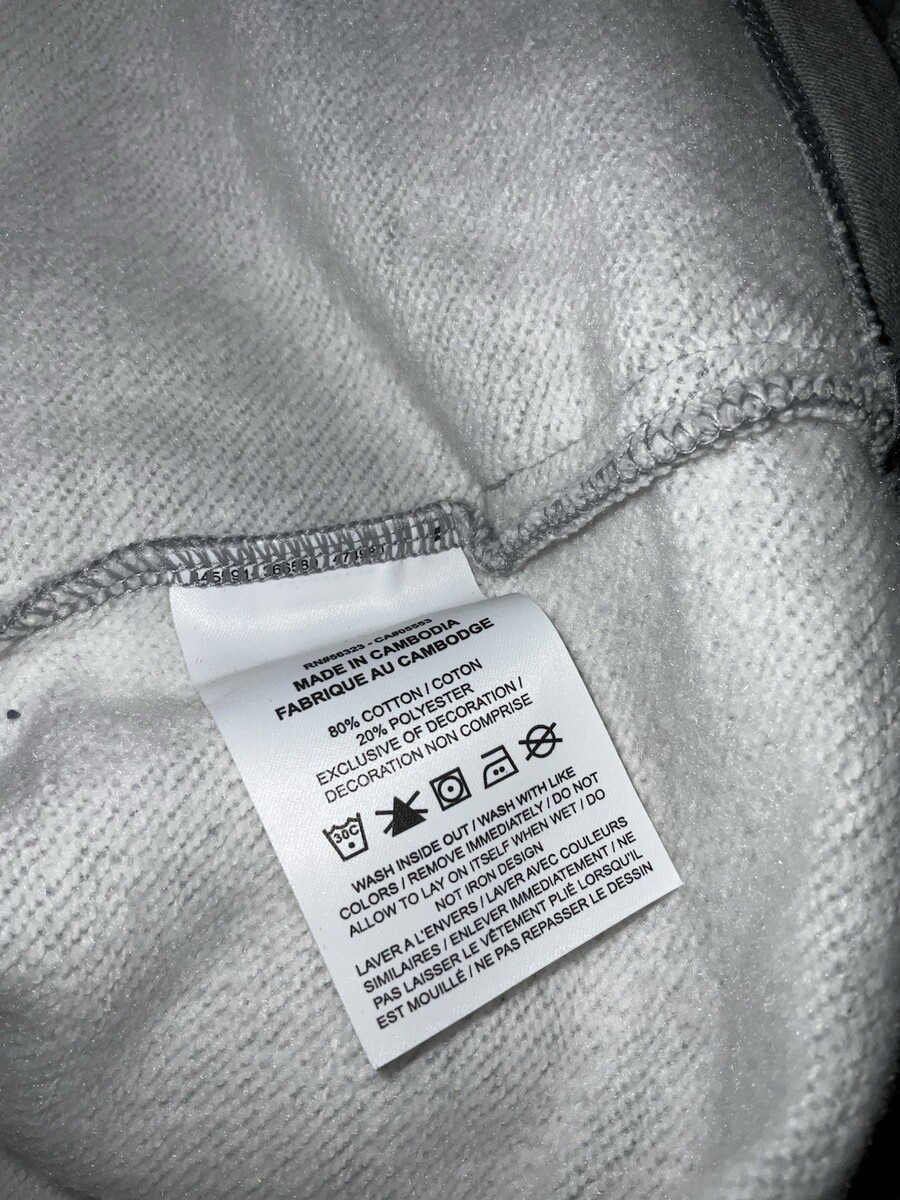 RN#56323 - CA#05553
MADE IN CAMBODIA
FABRIQUE AU CAMBODGE
80% COTTON / COTON
20% POLYESTER
EXCLUSIVE OF DECORATION /
DECORATION NON COMPRISE
30C
WASH INSIDE OUT / WASH WITH LIKE
COLORS / REMOVE IMMEDIATELY / DO NOT
ALLOW TO LAY ON ITSELF WHEN WET / DO
NOT IRON DESIGN
LAVER A L'ENVERS / LAVER AVEC COULEURS
SIMILAIRES / ENLEVER IMMEDIATEMENT / NE
PAS LAISSER LE VÊTEMENT PLIÉ LORSQU'IL
EST MOUILLÉ / NE PAS REPASSER LE DESSIN